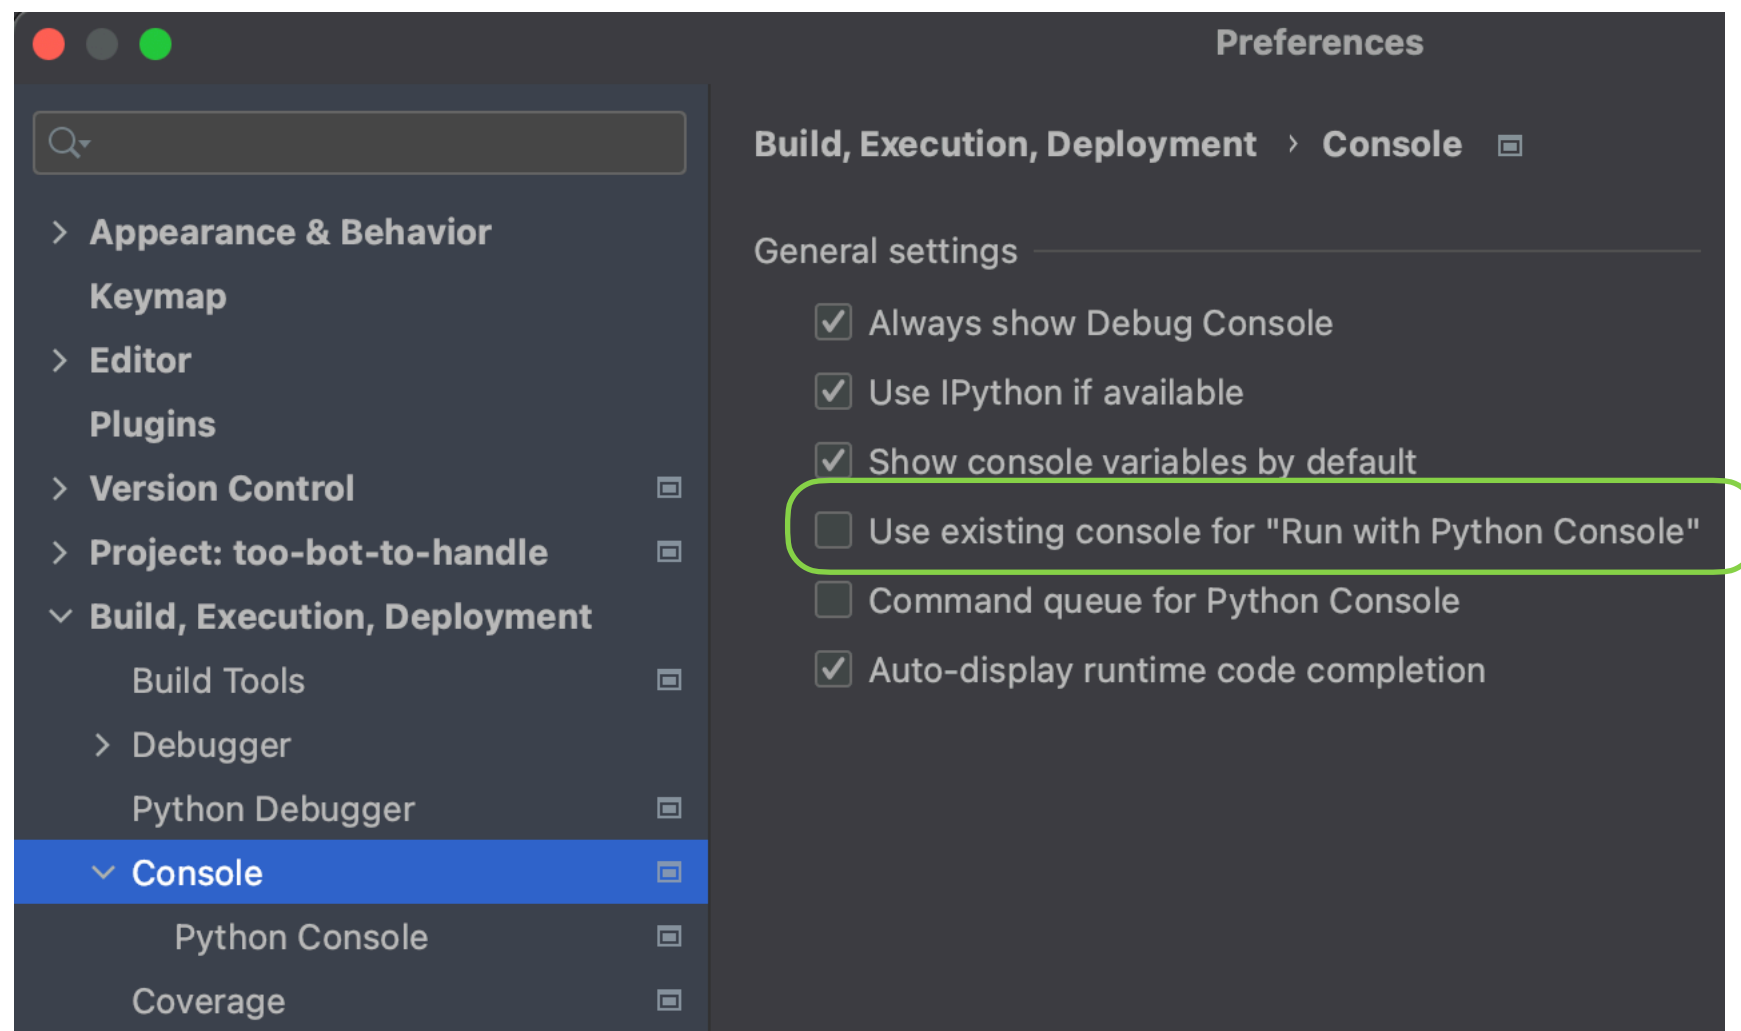 Preferences
Appearance & Behavior
Keymap
Editor
Plugins
Version Control
Project: too-bot-to-handle
Build, Execution, Deployment
Build Tools
Debugger
Python Debugger
Console
Python Console
Coverage
Build, Execution, Deployment › Console
General settings
Always show Debug Console
Use IPython if available
Show console variables by default
Use existing console for "Run with Python Console"
Command queue for Python Console
Auto-display runtime code completion